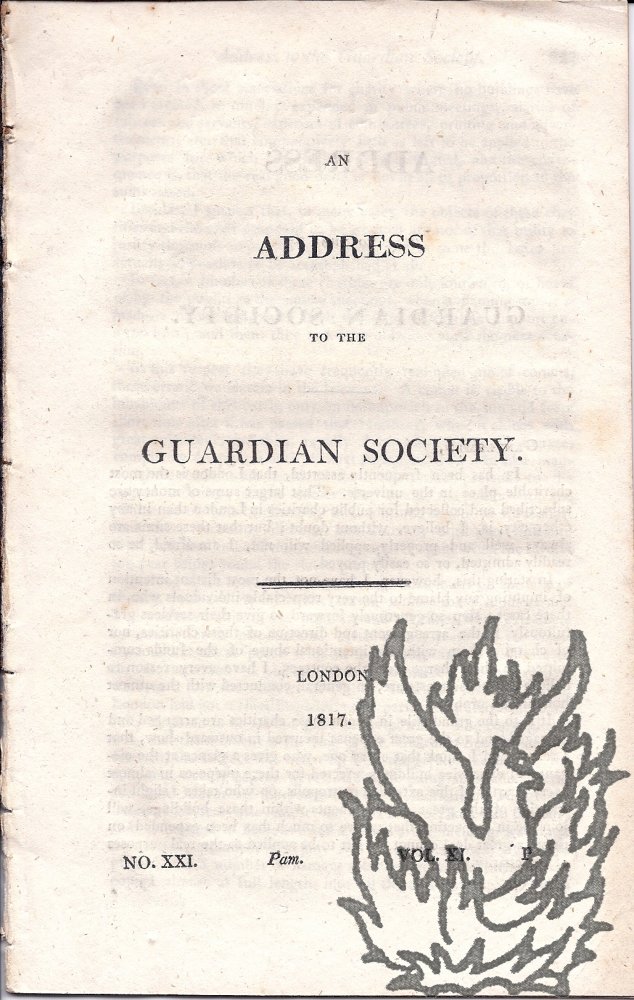 AN
ADDRESS
TO THE
GUARDIAN SOCIETY.
LONDON.
1817.
NO. XXI. Pam. VOL. XI. P